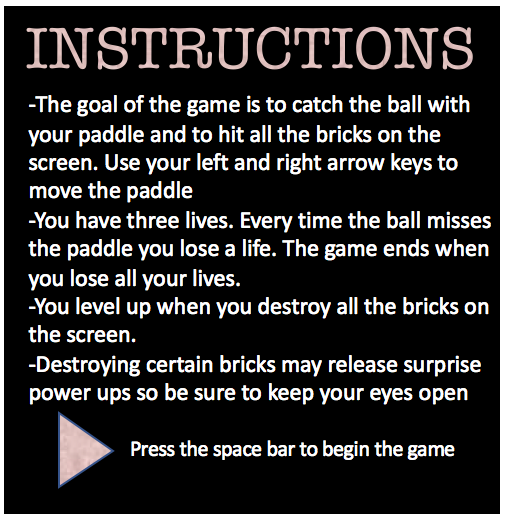 INSTRUCTIONS
-The goal of the game is to catch the ball with
your paddle and to hit all the bricks on the
screen. Use your left and right arrow keys to
move the paddle
-You have three lives. Every time the ball misses
the paddle you lose a life. The game ends when
you lose all your lives.
-You level up when you destroy all the bricks on
the screen.
-Destroying certain bricks may release surprise
power ups so be sure to keep your eyes open
Press the space bar to begin the game